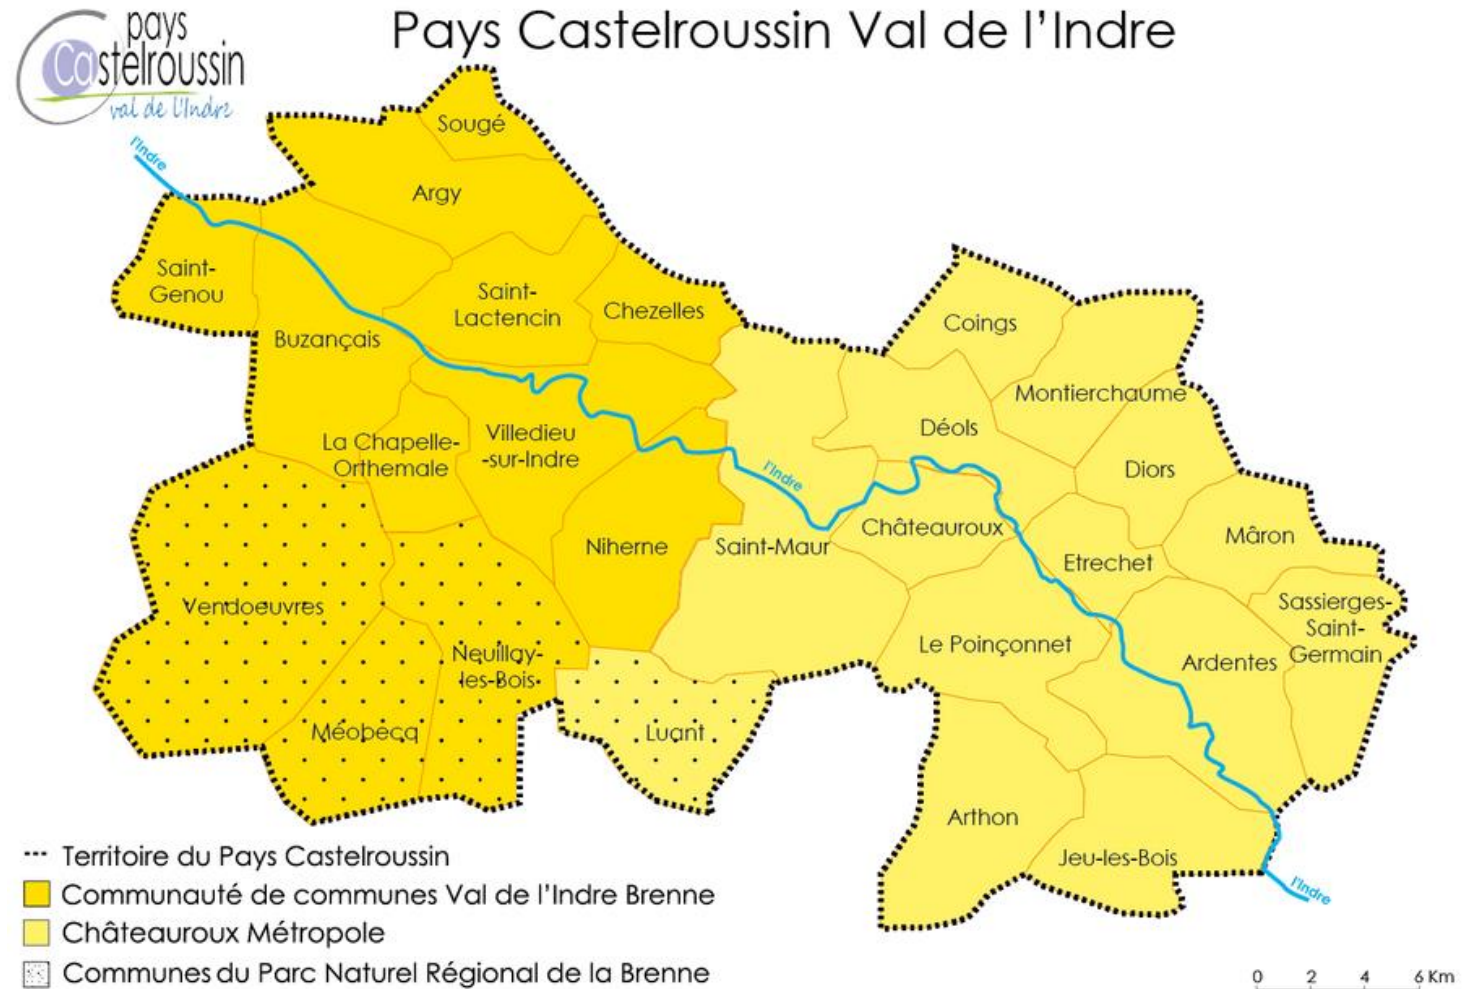 pays
Castelroussin
val de l'Indre
Pays Castelroussin Val de l'Indre
l'Indre
Sougé
Argy
Saint-
Genou
Saint-
Lactencin
Chezelles
Buzançais
Coings
Montierchaume
La Chapelle-
Orthemale
Villedieu
-sur-Indre
Déols
Diors
l'Indre
Châteauroux
Mâron
Niherne
Saint-Maur
Etrechet
Vendoeuvres
Sassierges-
Saint-
Germain
Neuillay-
les-Bois
Le Poinçonnet
Ardentes
Méobecq
Luant
Arthon
Jeu-les-Bois
l'Indre
Territoire du Pays Castelroussin
Communauté de communes Val de l'Indre Brenne
Châteauroux Métropole
Communes du Parc Naturel Régional de la Brenne
0 2 4 6 Km